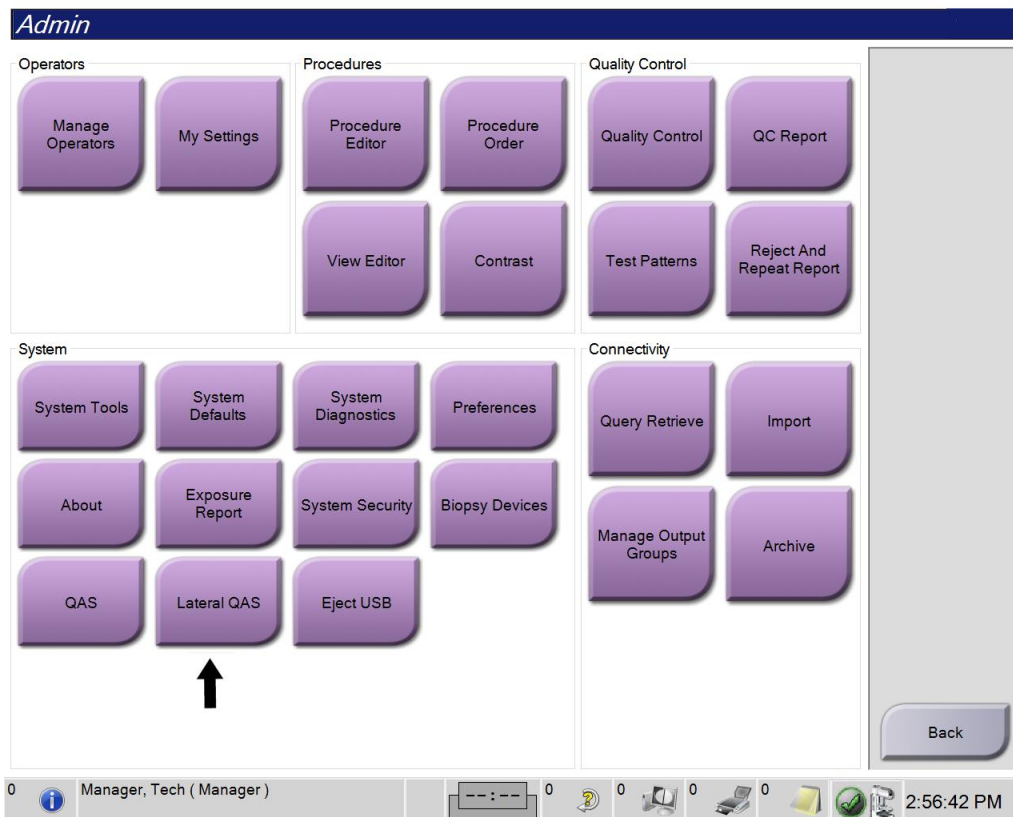 Admin
Operators
Manage
Operators
My Settings
Procedures
Procedure
Editor
Procedure
Order
View Editor
Contrast
Quality Control
Quality Control
QC Report
Test Patterns
Reject And
Repeat Report
System
System Tools
System
Defaults
System
Diagnostics
Preferences
About
Exposure
Report
System Security
Biopsy Devices
QAS
Lateral QAS
Eject USB
Connectivity
Query Retrieve
Import
Manage Output
Groups
Archive
Back
0
Manager, Tech ( Manager )
--:--
0
0
0
0
2:56:42 PM